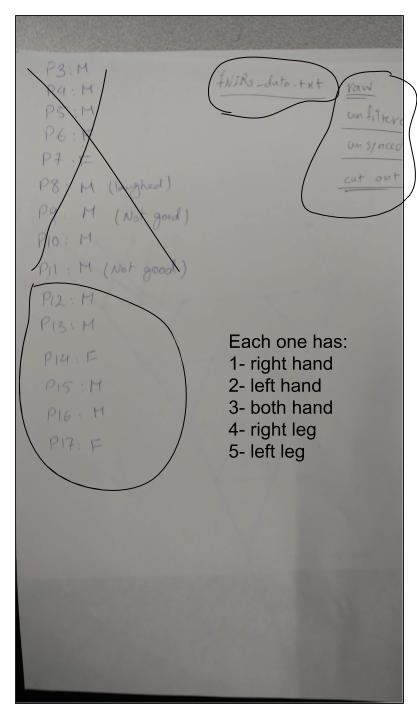 P3: M
P4: M
P5: M
P6: F
P7: F
P8: M (laughed)
P9: M (Not good)
P10: M
P11: M (Not good)
P12: M
P13: M
P14: F
P15: M
P16: M
P17: F
fNIRs_data.txt
raw
unfiltere
unsynced
cut out
Each one has:
1- right hand
2- left hand
3- both hand
4- right leg
5- left leg